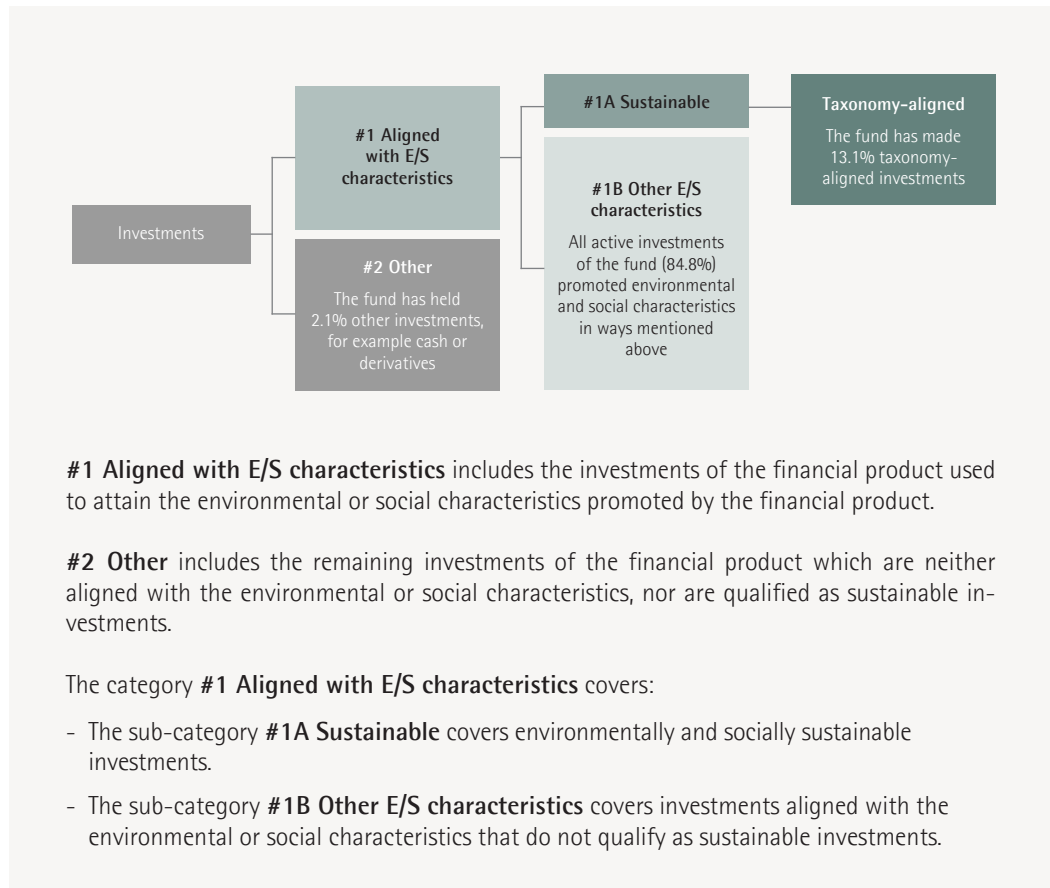 Investments
#1 Aligned
with E/S
characteristics
#2 Other
The fund has held
2.1% other investments,
for example cash or
derivatives
#1A Sustainable
#1B Other E/S
characteristics
All active investments
of the fund (84.8%)
promoted environmental
and social characteristics
in ways mentioned
above
Taxonomy-aligned
The fund has made
13.1% taxonomy-
aligned investments
#1 Aligned with E/S characteristics includes the investments of the financial product used
to attain the environmental or social characteristics promoted by the financial product.
#2 Other includes the remaining investments of the financial product which are neither
aligned with the environmental or social characteristics, nor are qualified as sustainable in-
vestments.
The category #1 Aligned with E/S characteristics covers:
- The sub-category #1A Sustainable covers environmentally and socially sustainable
investments.
- The sub-category #1B Other E/S characteristics covers investments aligned with the
environmental or social characteristics that do not qualify as sustainable investments.